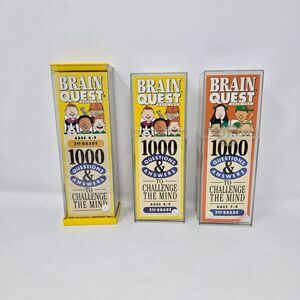 BRAIN
QUEST
AGES 8-9
3RD GRADE
1000
QUESTIONS
&
ANSWERS
TO
CHALLENGE
THE MIND
BRAIN
QUEST
1000
QUESTIONS
&
ANSWERS
TO
CHALLENGE
THE MIND
AGES 8-9
3RD GRADE
BRAIN
QUEST
1000
QUESTIONS
&
ANSWERS
TO
CHALLENGE
THE MIND
AGES 7-8
2ND GRADE